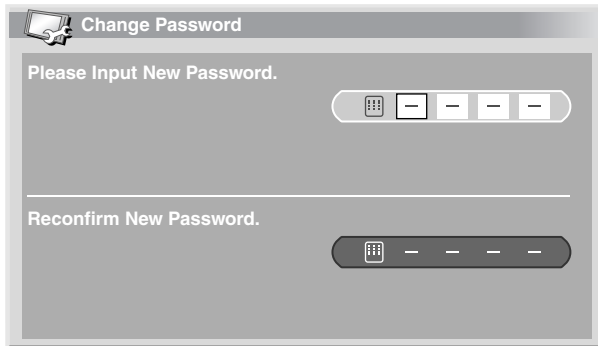 Change Password
Please Input New Password.
– – – –
Reconfirm New Password.
– – – –